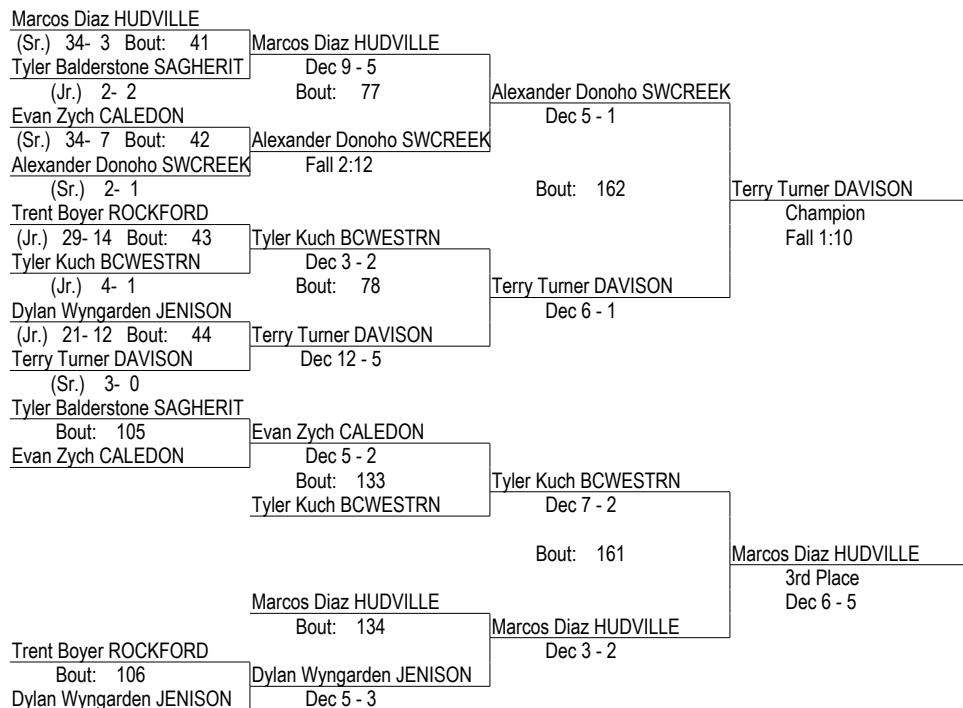 Marcos Diaz HUDVILLE
(Sr.) 34- 3 Bout: 41 Marcos Diaz HUDVILLE
Tyler Balderstone SAGHERIT Dec 9 - 5
(Jr.) 2- 2 Bout: 77 Alexander Donoho SWCREEK
Evan Zych CALEDON Dec 5 - 1
(Sr.) 34- 7 Bout: 42 Alexander Donoho SWCREEK
Alexander Donoho SWCREEK Fall 2:12
(Sr.) 2- 1 Bout: 162 Terry Turner DAVISON
Trent Boyer ROCKFORD Champion
(Jr.) 29- 14 Bout: 43 Tyler Kuch BCWESTRN Fall 1:10
Tyler Kuch BCWESTRN Dec 3 - 2
(Jr.) 4- 1 Bout: 78 Terry Turner DAVISON
Dylan Wyngarden JENISON Dec 6 - 1
(Jr.) 21- 12 Bout: 44 Terry Turner DAVISON
Terry Turner DAVISON Dec 12 - 5
(Sr.) 3- 0
Tyler Balderstone SAGHERIT
Bout: 105 Evan Zych CALEDON
Evan Zych CALEDON Dec 5 - 2
Bout: 133 Tyler Kuch BCWESTRN
Tyler Kuch BCWESTRN Dec 7 - 2
Bout: 161 Marcos Diaz HUDVILLE
3rd Place
Marcos Diaz HUDVILLE Dec 6 - 5
Bout: 134 Marcos Diaz HUDVILLE
Trent Boyer ROCKFORD Dec 3 - 2
Bout: 106 Dylan Wyngarden JENISON
Dylan Wyngarden JENISON Dec 5 - 3